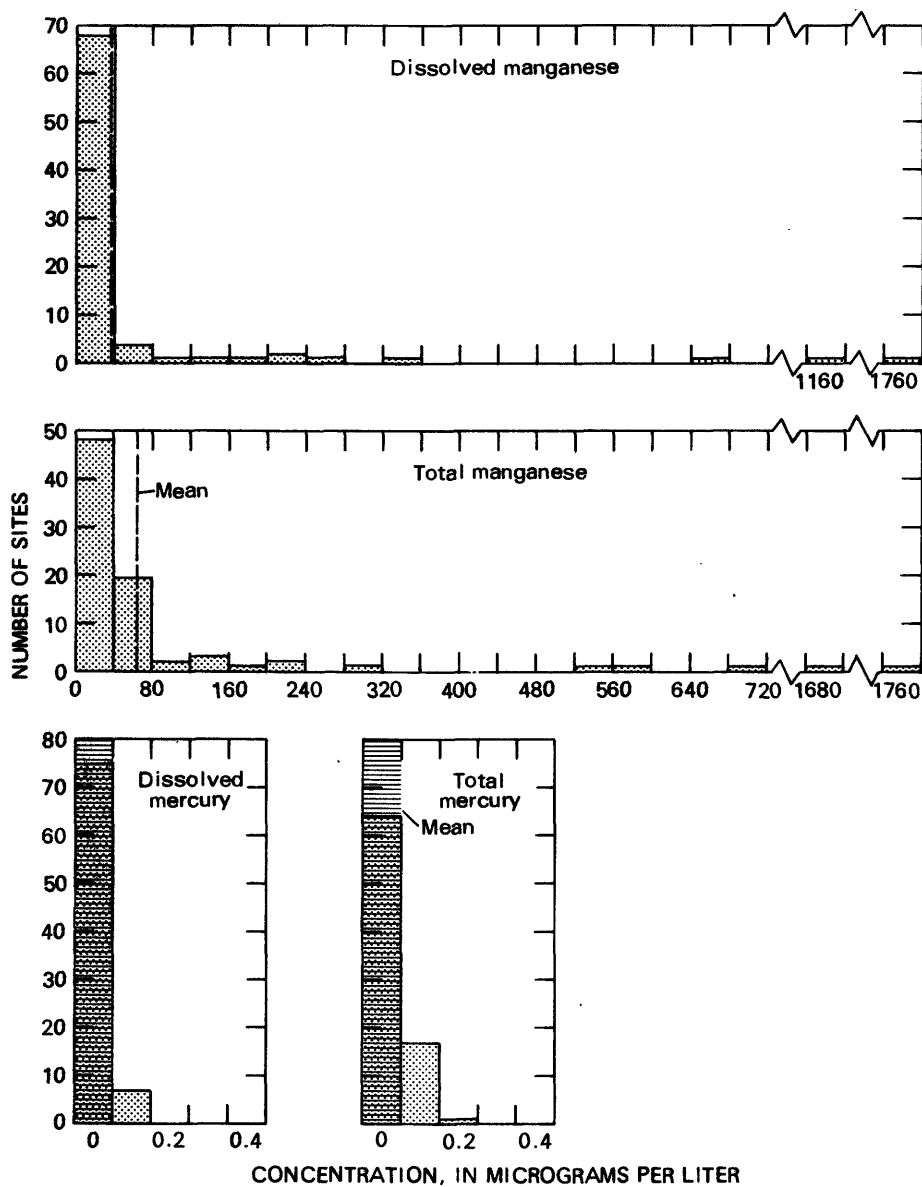 70
60
50
40
30
20
10
0
Dissolved manganese
1160 1760
NUMBER OF SITES
50
40
30
20
10
0
Total manganese
Mean
0 80 160 240 320 400 480 560 640 720 1680 1760
80
70
60
50
40
30
20
10
0
Dissolved
mercury
0 0.2 0.4
Total
mercury
Mean
0 0.2 0.4
CONCENTRATION, IN MICROGRAMS PER LITER